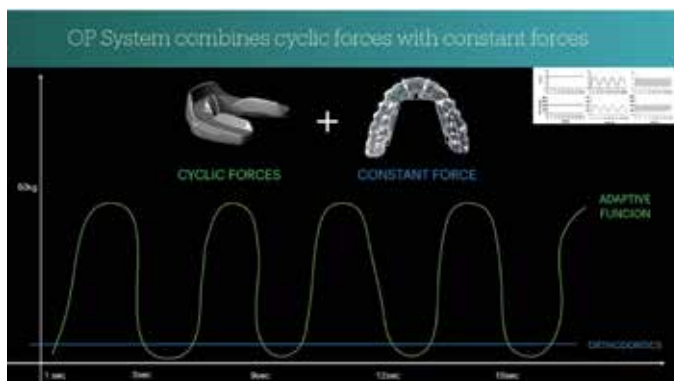 OP System combines cyclic forces with constant forces
+
CYCLIC FORCES
CONSTANT FORCE
60kg
ADAPTIVE
FUNCION
ORTHODONTICS
1 sec
9sec
12sec
15sec